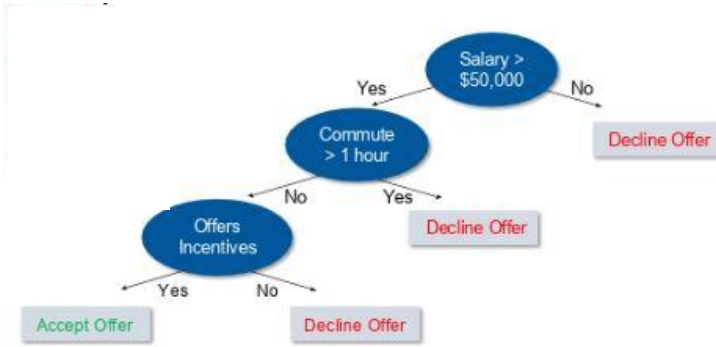 Salary >
$50,000
Yes
No
Commute
> 1 hour
Decline Offer
No
Yes
Offers
Incentives
Decline Offer
Yes
No
Accept Offer
Decline Offer